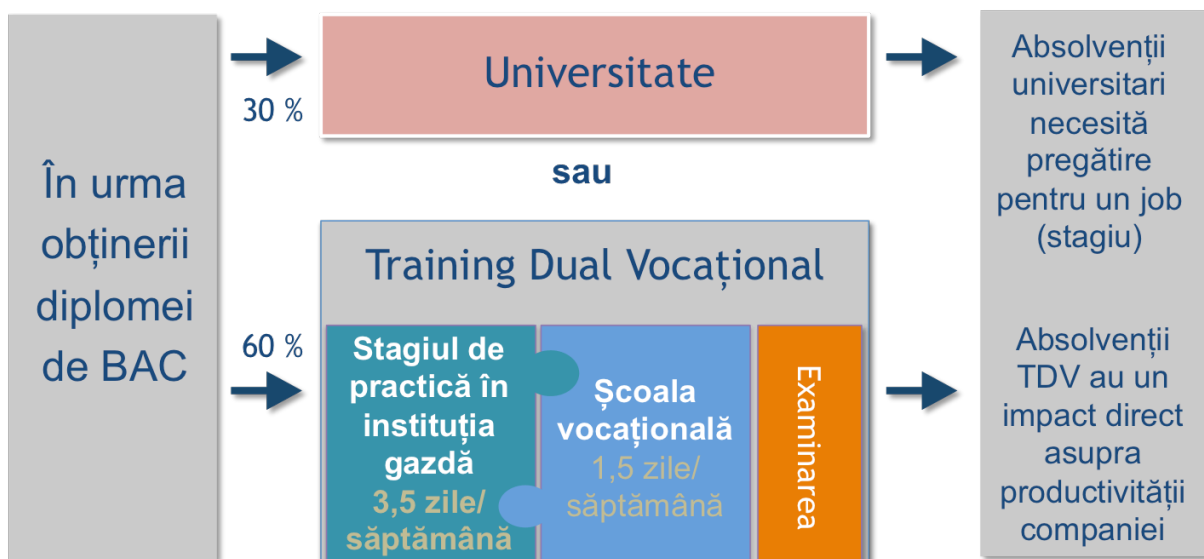 În urma
obținerii
diplomei
de BAC
30 %
60 %
Universitate
sau
Training Dual Vocațional
Stagiul de
practică în
instituția
gazdă
3,5 zile/
săptămână
Școala
vocațională
1,5 zile/
săptămână
Examinarea
Absolvenții
universitari
necesită
pregătire
pentru un job
(stagiu)
Absolvenții
TDV au un
impact direct
asupra
productivității
companiei